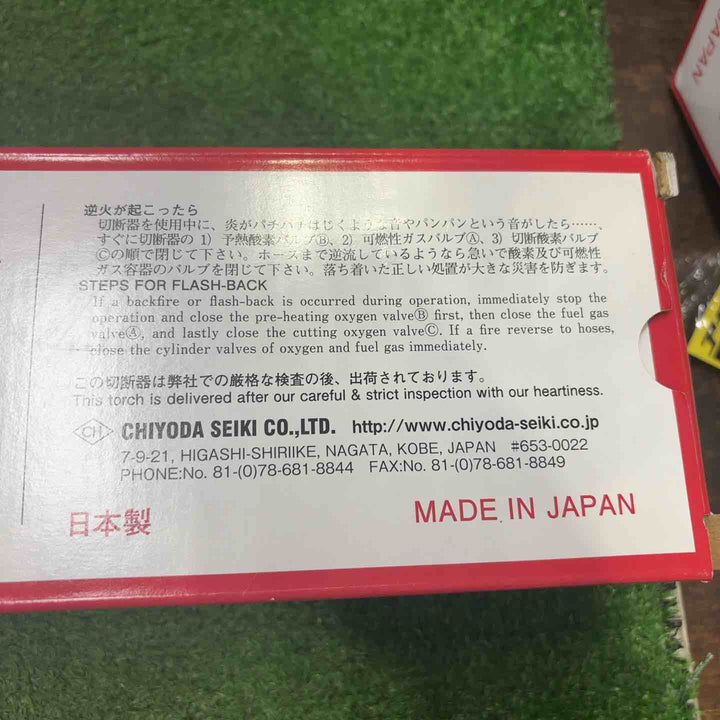 逆火が起こったら
切断器を使用中に、炎がパチパチはじくような音やパンパンという音がしたら……、
すぐに切断器の 1) 予熱酸素バルブⒷ、2) 可燃性ガスバルブⒶ、3) 切断酸素バルブ
Ⓒの順で閉じて下さい。ホースまで逆流しているようなら急いで酸素及び可燃性
ガス容器のバルブを閉じて下さい。落ち着いた正しい処置が大きな災害を防ぎます。
STEPS FOR FLASH-BACK
If a backfire or flash-back is occurred during operation, immediately stop the
operation and close the pre-heating oxygen valveⒷ first, then close the fuel gas
valveⒶ, and lastly close the cutting oxygen valveⒸ. If a fire reverse to hoses,
close the cylinder valves of oxygen and fuel gas immediately.
この切断器は弊社での厳格な検査の後、出荷されております。
This torch is delivered after our careful & strict inspection with our heartiness.
CH CHIYODA SEIKI CO.,LTD. http://www.chiyoda-seiki.co.jp
7-9-21, HIGASHI-SHIRIIKE, NAGATA, KOBE, JAPAN #653-0022
PHONE:No. 81-(0)78-681-8844 FAX:No. 81-(0)78-681-8849
日本製 MADE IN JAPAN
JAPAN